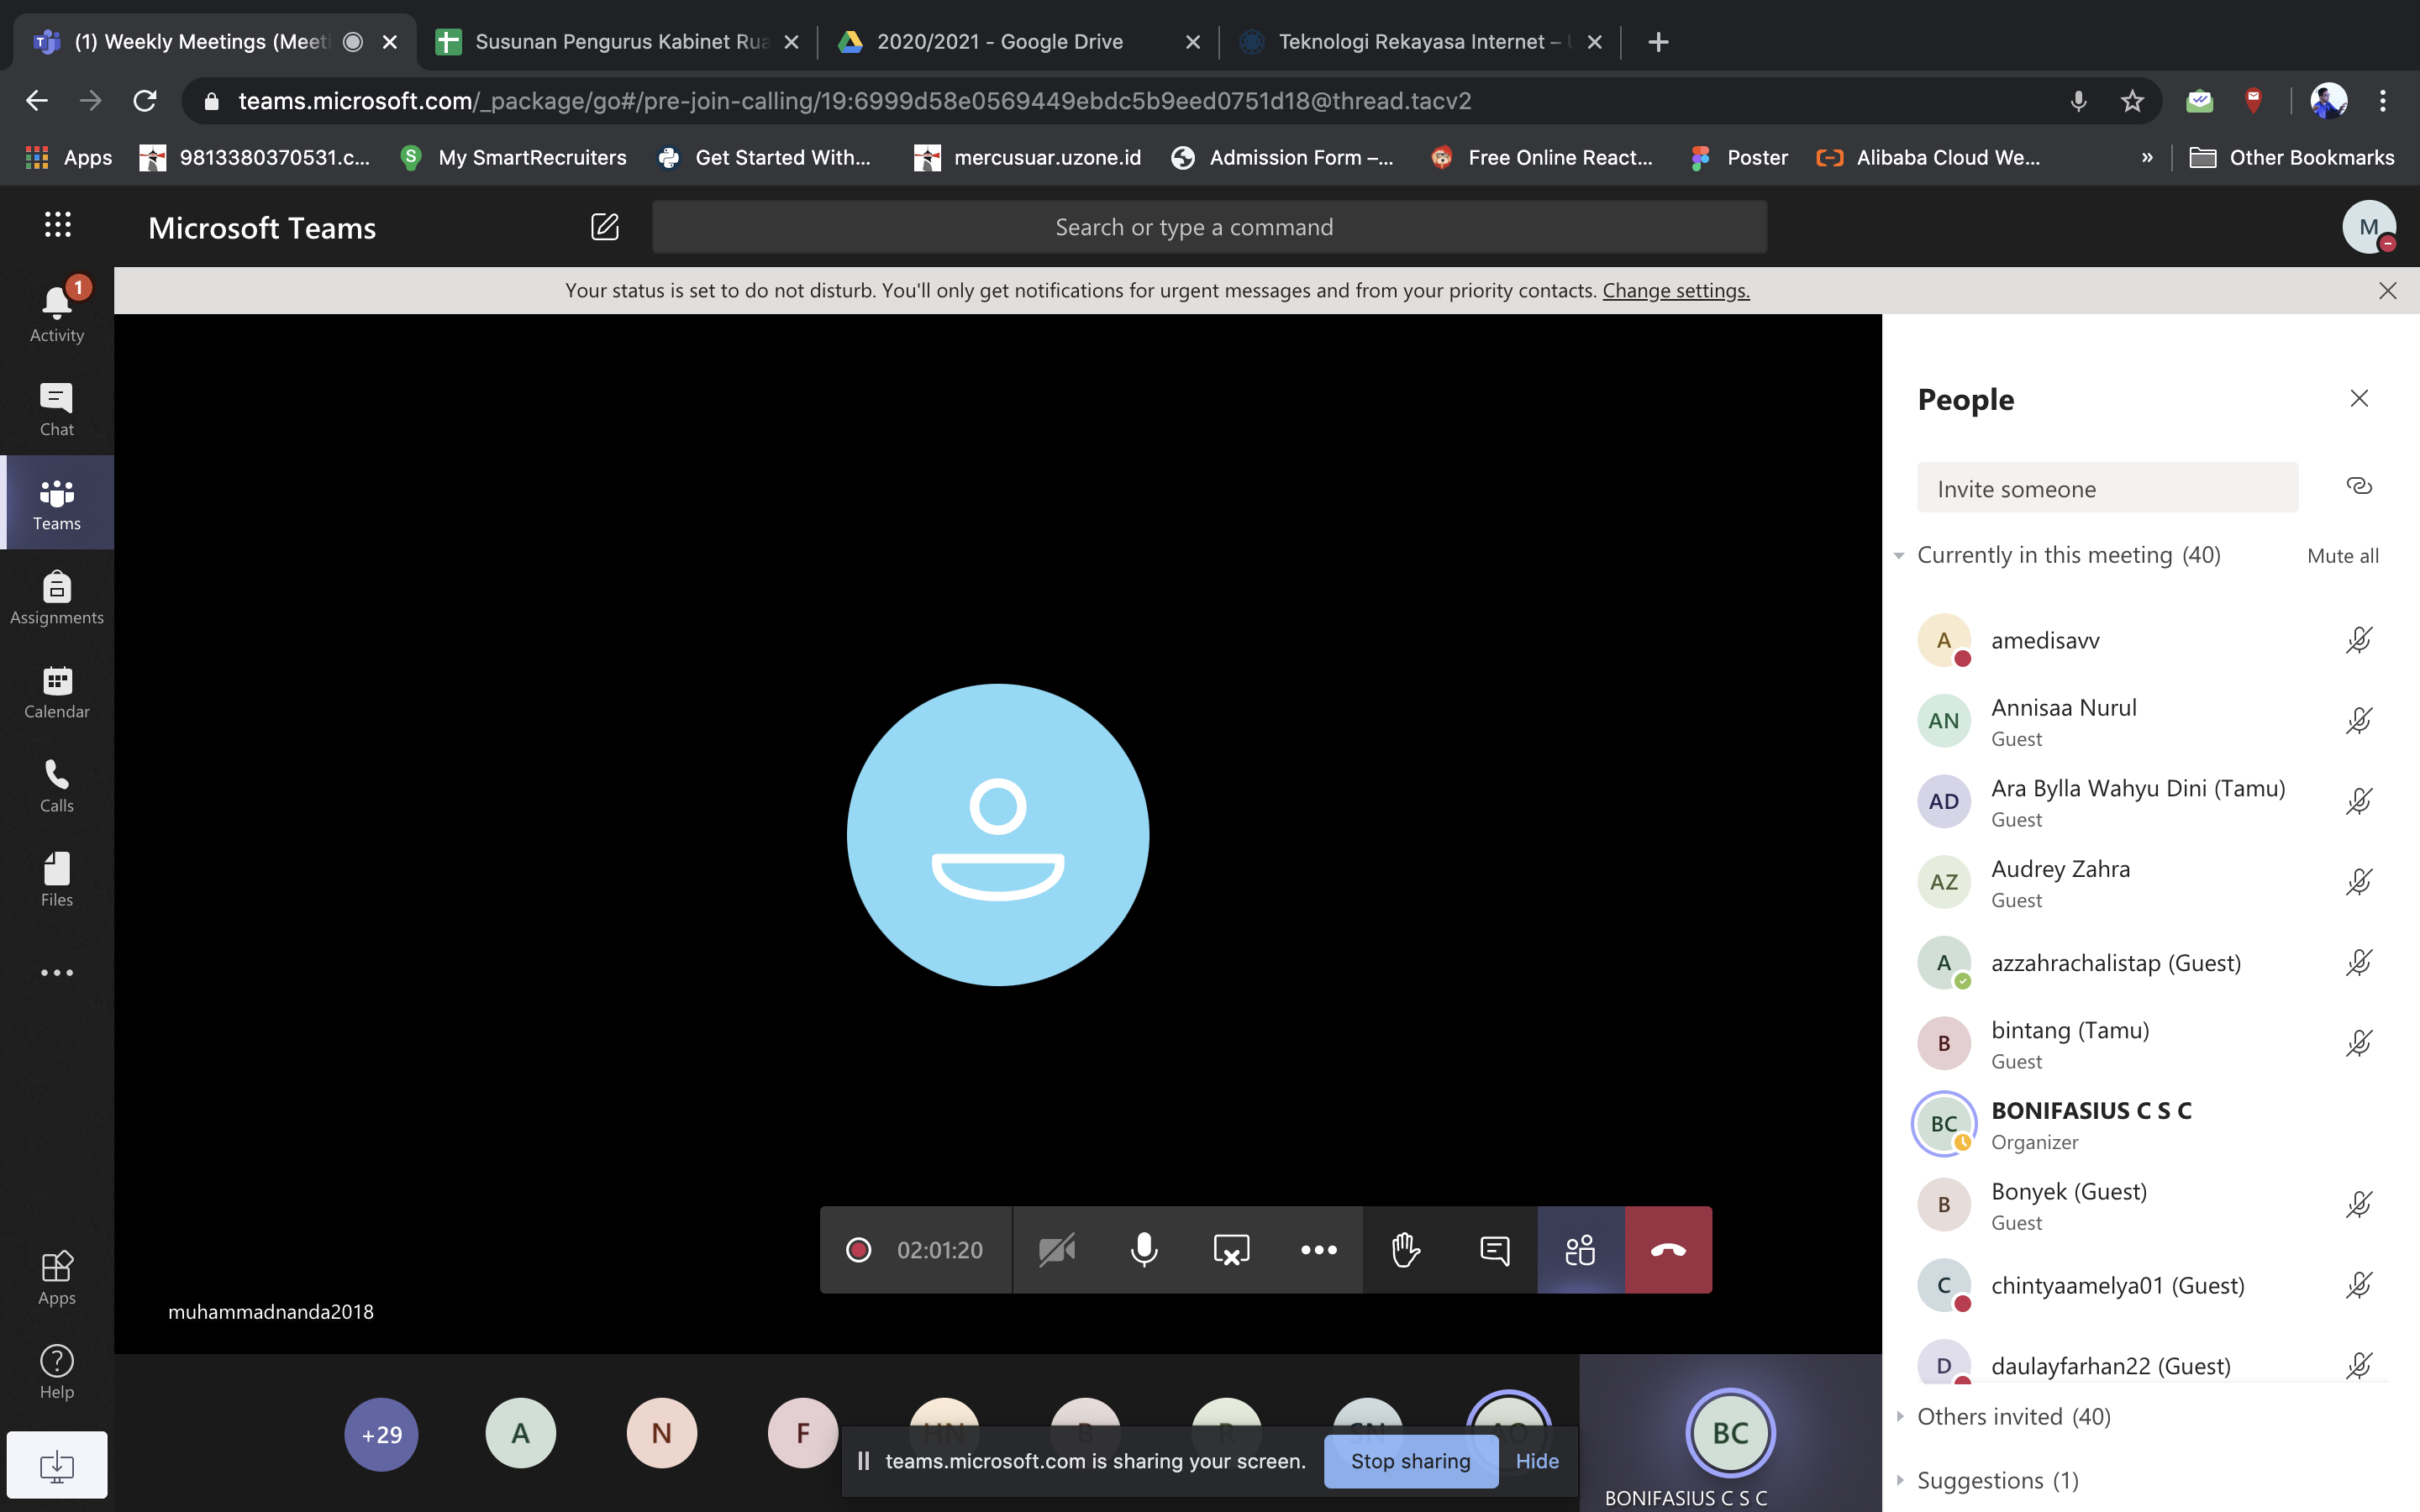 (1) Weekly Meetings (Meeti
Susunan Pengurus Kabinet Rua
2020/2021 - Google Drive
Teknologi Rekayasa Internet –
teams.microsoft.com/_package/go#/pre-join-calling/19:6999d58e0569449ebdc5b9eed0751d18@thread.tacv2
Apps
9813380370531.c...
S
My SmartRecruiters
Get Started With...
mercusuar.uzone.id
Admission Form –...
Free Online React...
Poster
Alibaba Cloud We...
»
Other Bookmarks
Microsoft Teams
Search or type a command
M
Your status is set to do not disturb. You'll only get notifications for urgent messages and from your priority contacts. Change settings.
1
Activity
Chat
Teams
Assignments
Calendar
Calls
Files
Apps
Help
muhammadnanda2018
02:01:20
+29
A
N
F
HN
B
R
SN
AO
BC
BONIFASIUS C S C
teams.microsoft.com is sharing your screen.
Stop sharing
Hide
People
Invite someone
Currently in this meeting (40)
Mute all
A
amedisavv
AN
Annisaa Nurul
Guest
AD
Ara Bylla Wahyu Dini (Tamu)
Guest
AZ
Audrey Zahra
Guest
A
azzahrachalistap (Guest)
B
bintang (Tamu)
Guest
BC
BONIFASIUS C S C
Organizer
B
Bonyek (Guest)
Guest
C
chintyaamelya01 (Guest)
D
daulayfarhan22 (Guest)
Others invited (40)
Suggestions (1)